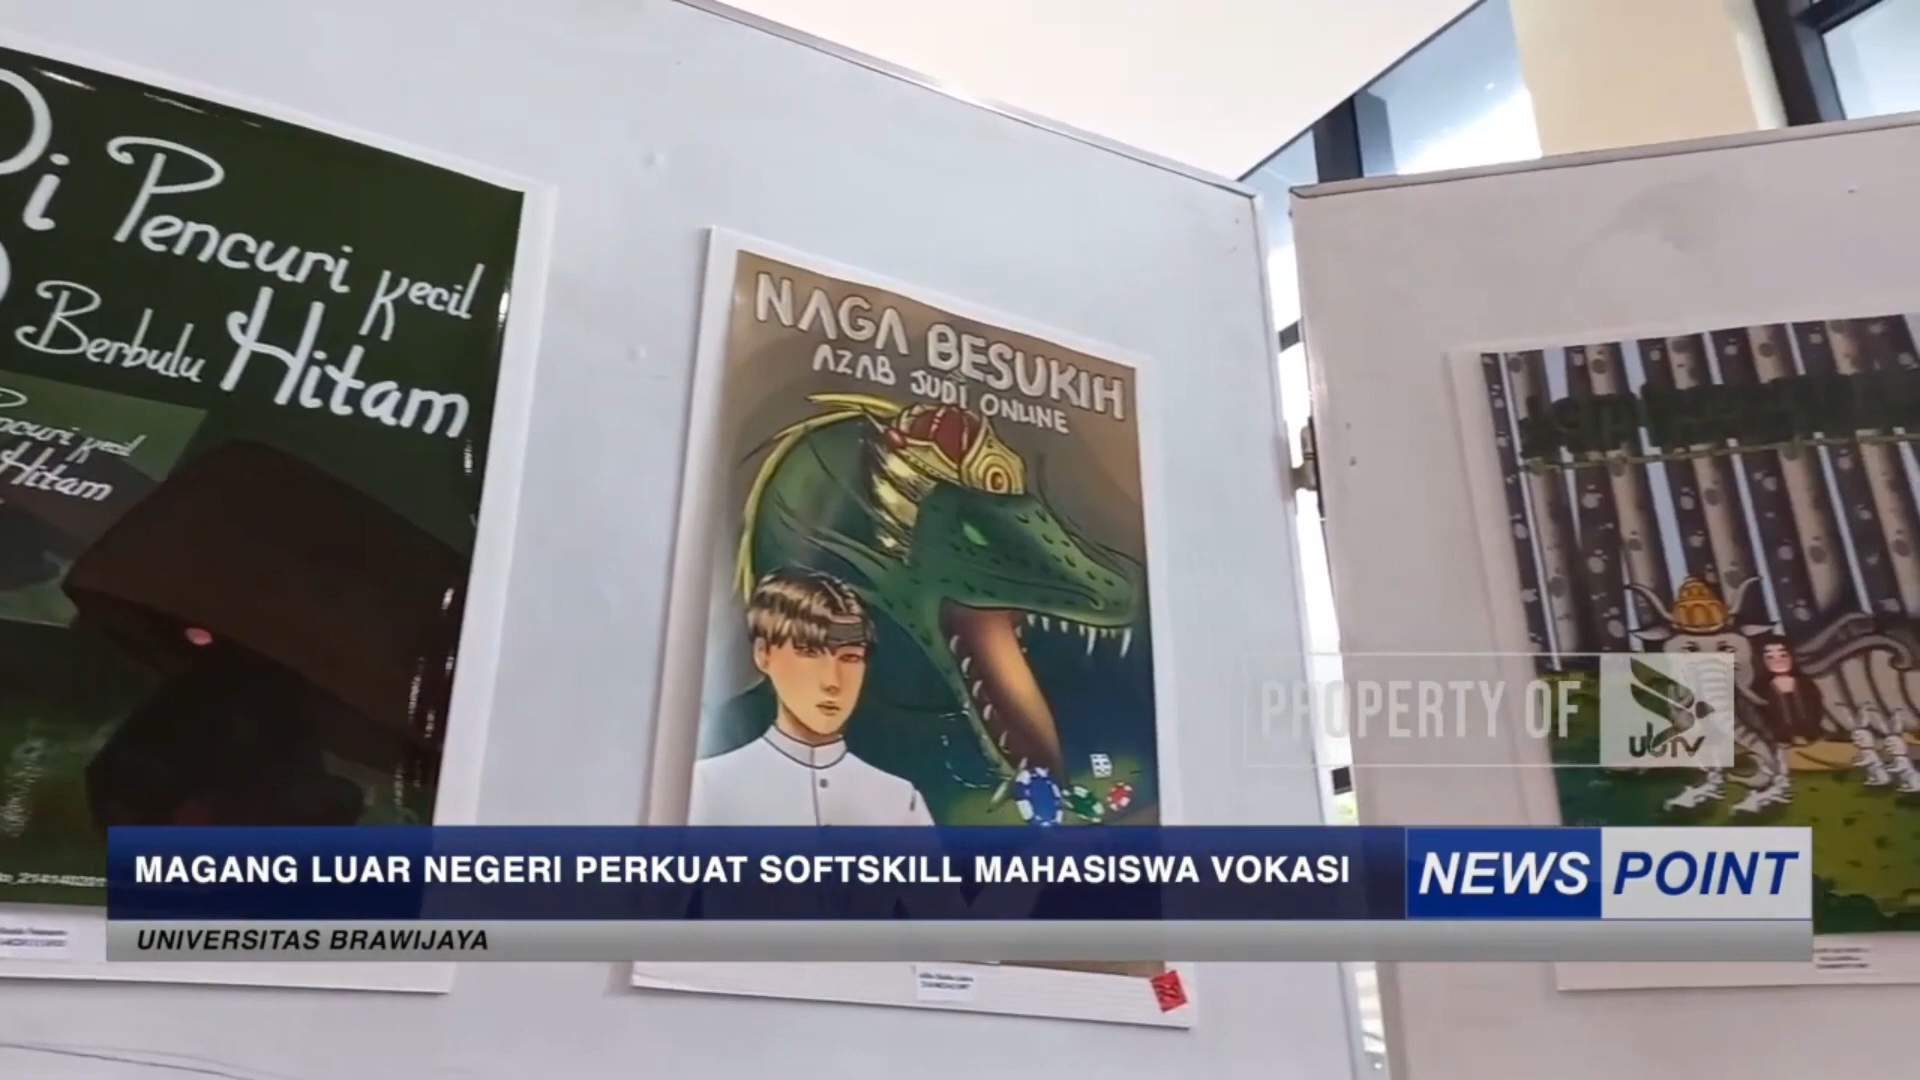 Di Pencuri Kecil
Berbulu Hitam
Pencuri Kecil
Hitam
NAGA BESUKIH
AZAB JUDI ONLINE
PROPERTY OF
UBTV
MAGANG LUAR NEGERI PERKUAT SOFTSKILL MAHASISWA VOKASI
NEWS POINT
UNIVERSITAS BRAWIJAYA